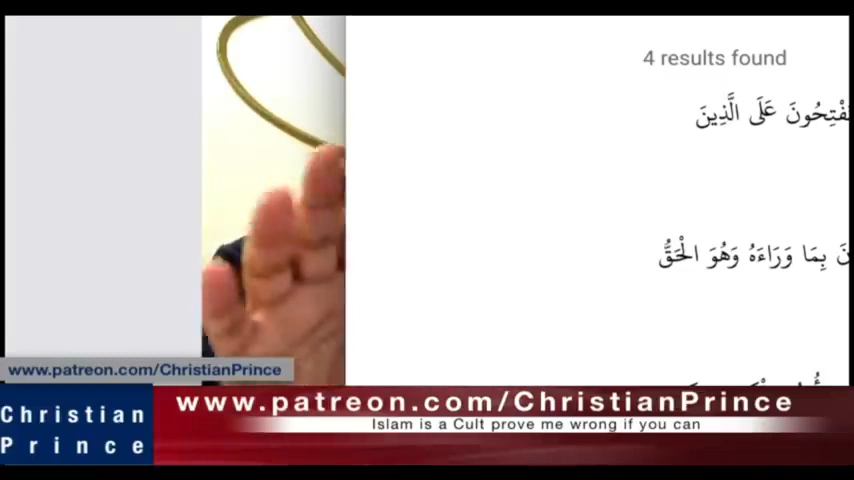 4 results found
عَلَى الَّذِينَ
بِمَا وَرَاءَهُ وَهُوَ الْحَقُّ
www.patreon.com/ChristianPrince
Christian
Prince
www.patreon.com/ChristianPrince
Islam is a Cult prove me wrong if you can